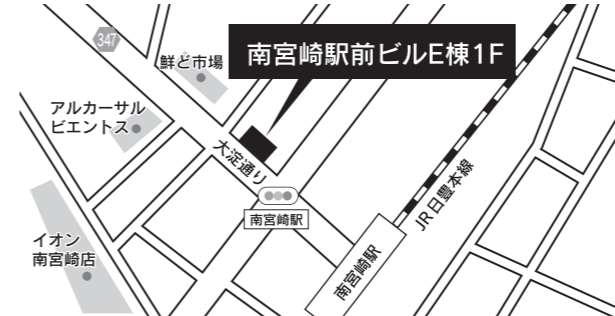 347
鮮ど市場
南宮崎駅前ビルE棟1F
アルカーサル
ビエントス
大淀通り
南宮崎駅
JR日豊本線
イオン
南宮崎店
南宮崎駅